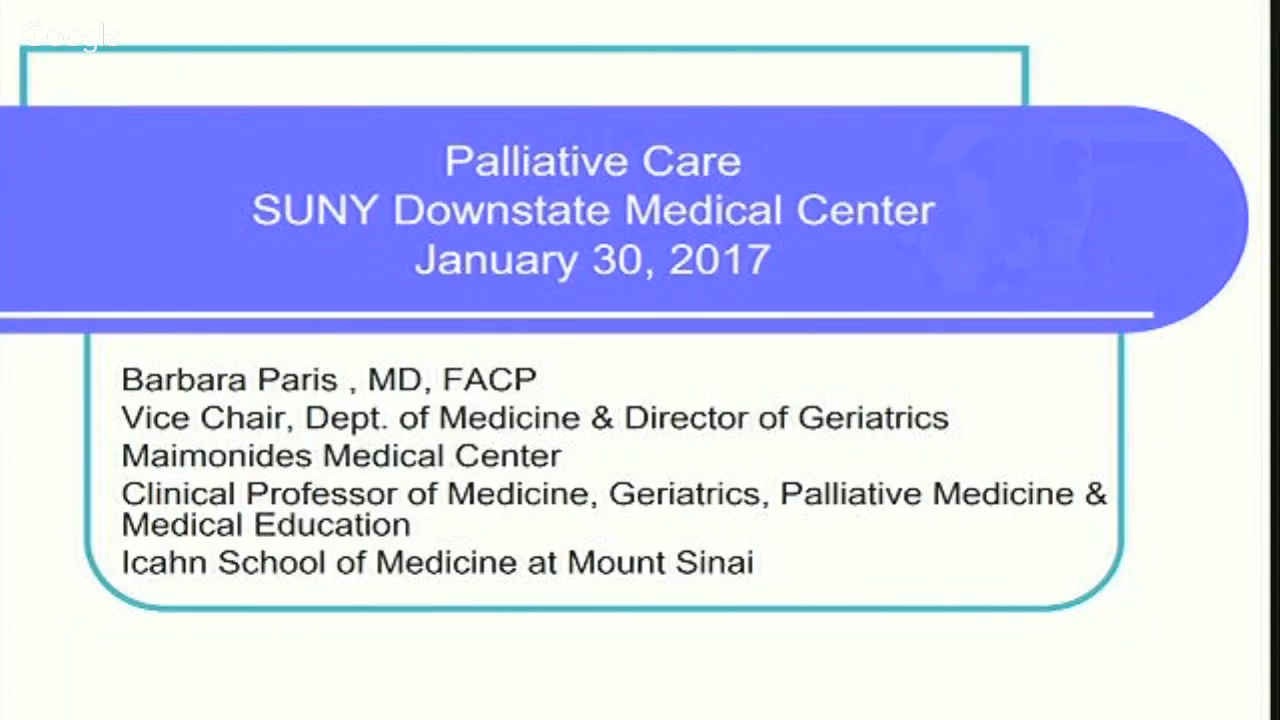 Google
Palliative Care
SUNY Downstate Medical Center
January 30, 2017
Barbara Paris , MD, FACP
Vice Chair, Dept. of Medicine & Director of Geriatrics
Maimonides Medical Center
Clinical Professor of Medicine, Geriatrics, Palliative Medicine &
Medical Education
Icahn School of Medicine at Mount Sinai